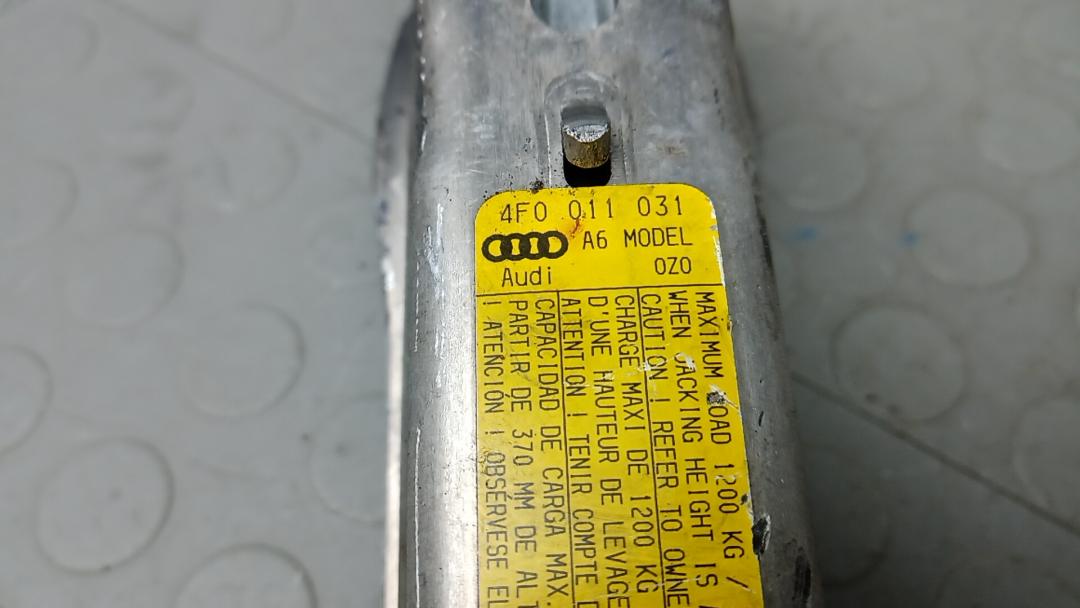 4F0 011 031
A6 MODEL
Audi 0Z0
MAXIMUM LOAD 1200 KG /
WHEN JACKING HEIGHT IS
CAUTION ! REFER TO OWNE
CHARGE MAXI DE 1200 KG
D'UNE HAUTEUR DE LEVAGE
ATTENTION ! TENIR COMPTE D
CAPACIDAD DE CARGA MAX.
PARTIR DE 370 MM DE ALT
! ATENCIÓN ! OBSÉRVESE EL